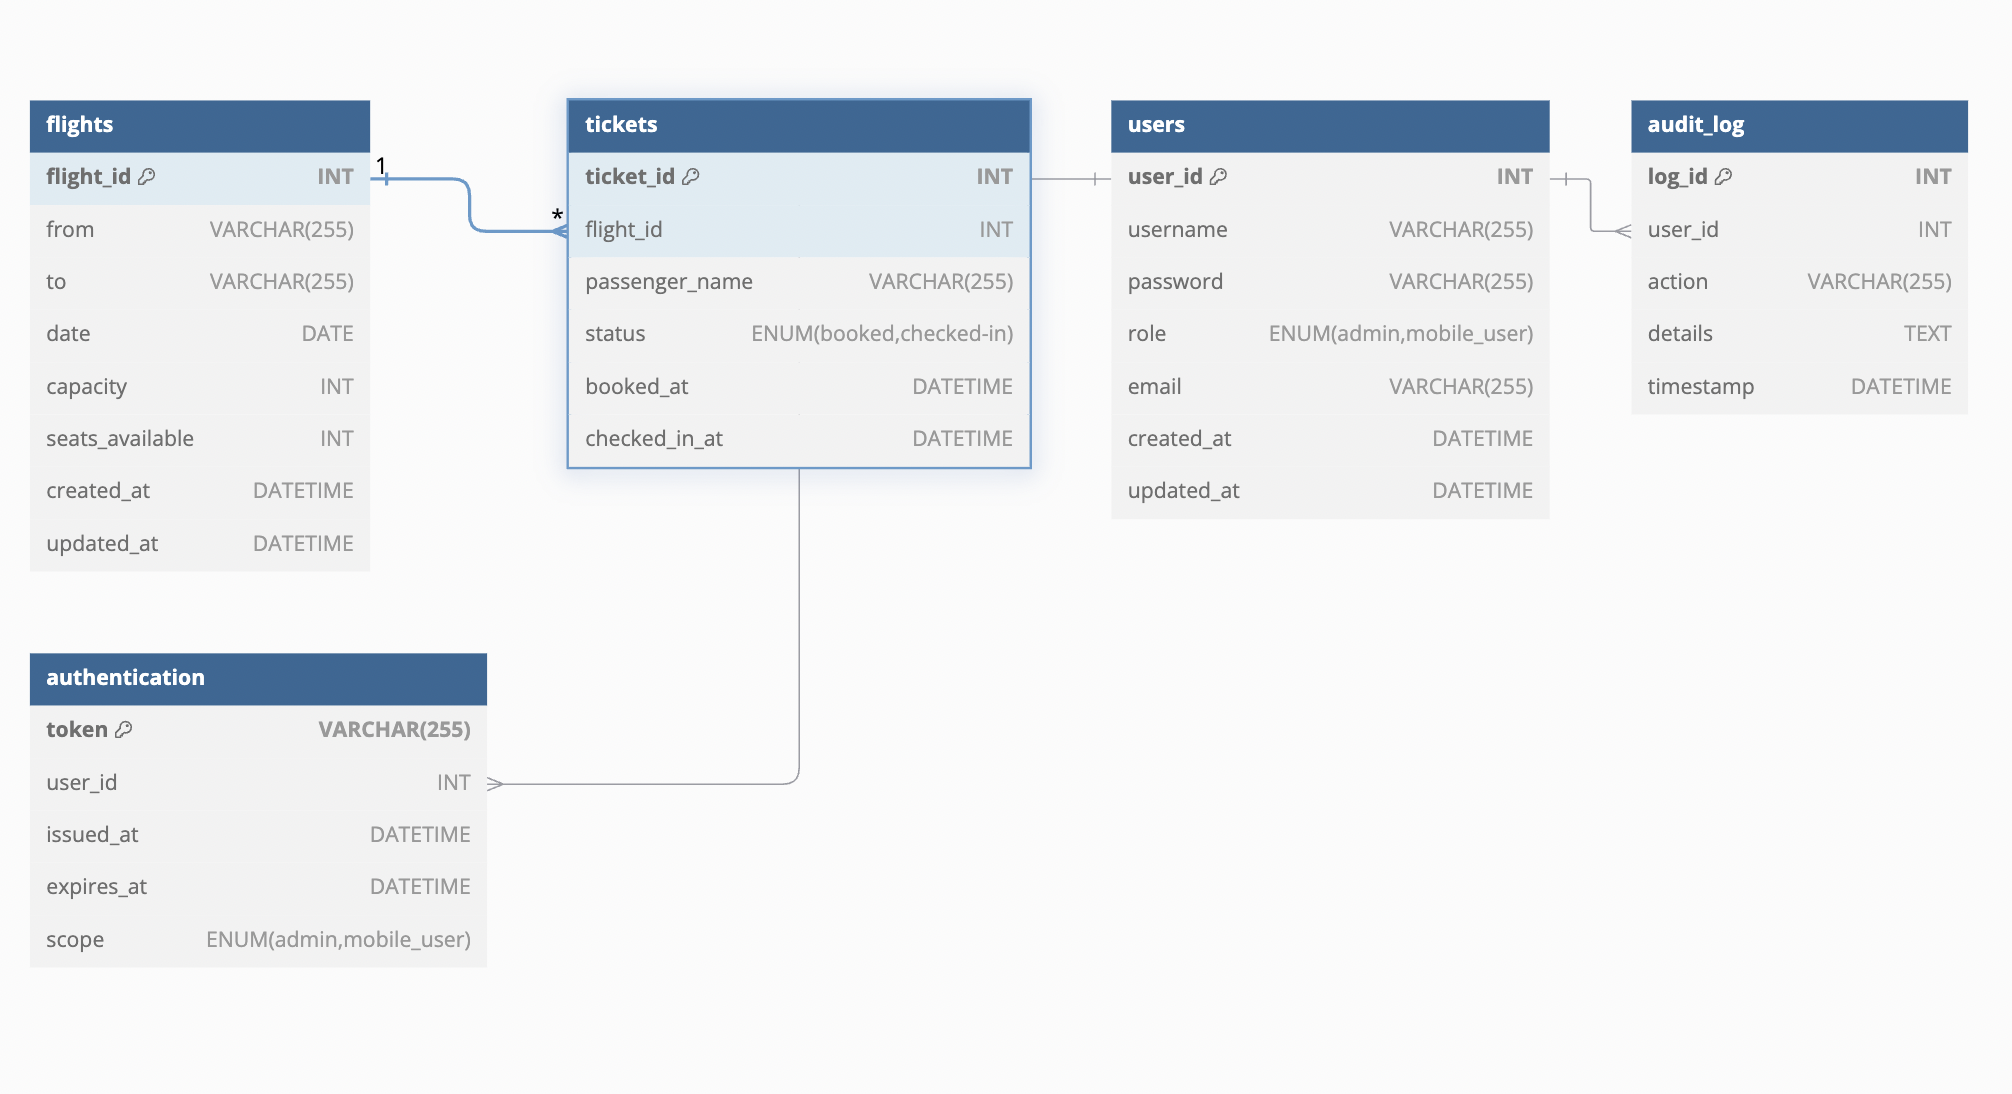 flights
flight_id INT
from VARCHAR(255)
to VARCHAR(255)
date DATE
capacity INT
seats_available INT
created_at DATETIME
updated_at DATETIME
1
*
tickets
ticket_id INT
flight_id INT
passenger_name VARCHAR(255)
status ENUM(booked,checked-in)
booked_at DATETIME
checked_in_at DATETIME
users
user_id INT
username VARCHAR(255)
password VARCHAR(255)
role ENUM(admin,mobile_user)
email VARCHAR(255)
created_at DATETIME
updated_at DATETIME
audit_log
log_id INT
user_id INT
action VARCHAR(255)
details TEXT
timestamp DATETIME
authentication
token VARCHAR(255)
user_id INT
issued_at DATETIME
expires_at DATETIME
scope ENUM(admin,mobile_user)